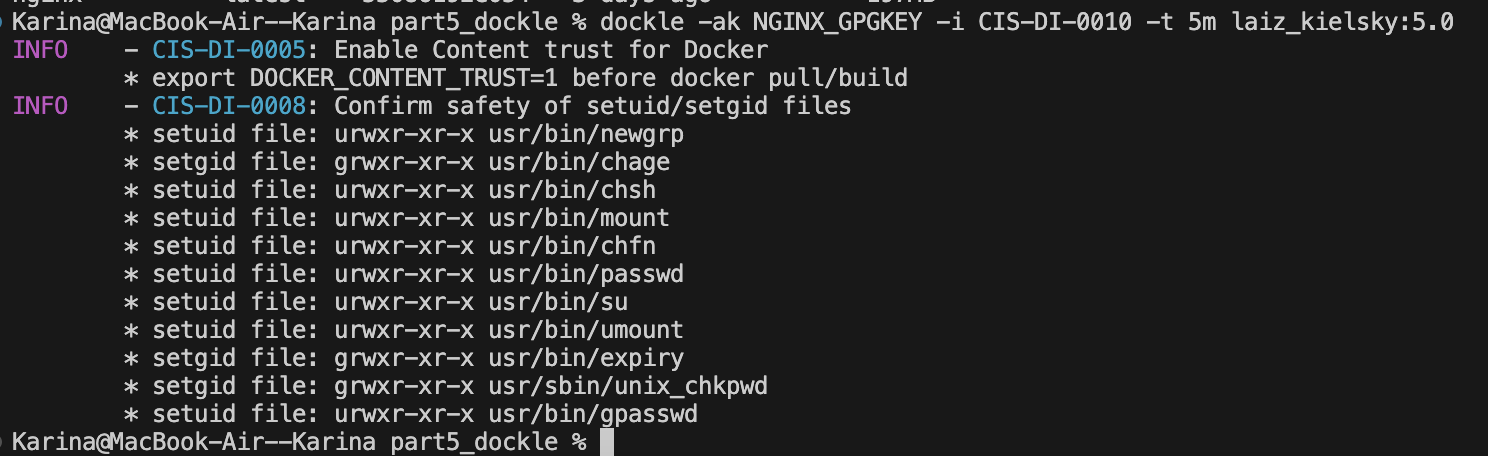 Karina@MacBook-Air--Karina part5_dockle % dockle -ak NGINX_GPGKEY -i CIS-DI-0010 -t 5m laiz_kielsky:5.0
INFO    - CIS-DI-0005: Enable Content trust for Docker
        * export DOCKER_CONTENT_TRUST=1 before docker pull/build
INFO    - CIS-DI-0008: Confirm safety of setuid/setgid files
        * setuid file: urwxr-xr-x usr/bin/newgrp
        * setgid file: grwxr-xr-x usr/bin/chage
        * setuid file: urwxr-xr-x usr/bin/chsh
        * setuid file: urwxr-xr-x usr/bin/mount
        * setuid file: urwxr-xr-x usr/bin/chfn
        * setuid file: urwxr-xr-x usr/bin/passwd
        * setuid file: urwxr-xr-x usr/bin/su
        * setuid file: urwxr-xr-x usr/bin/umount
        * setgid file: grwxr-xr-x usr/bin/expiry
        * setgid file: grwxr-xr-x usr/sbin/unix_chkpwd
        * setuid file: urwxr-xr-x usr/bin/gpasswd
Karina@MacBook-Air--Karina part5_dockle %